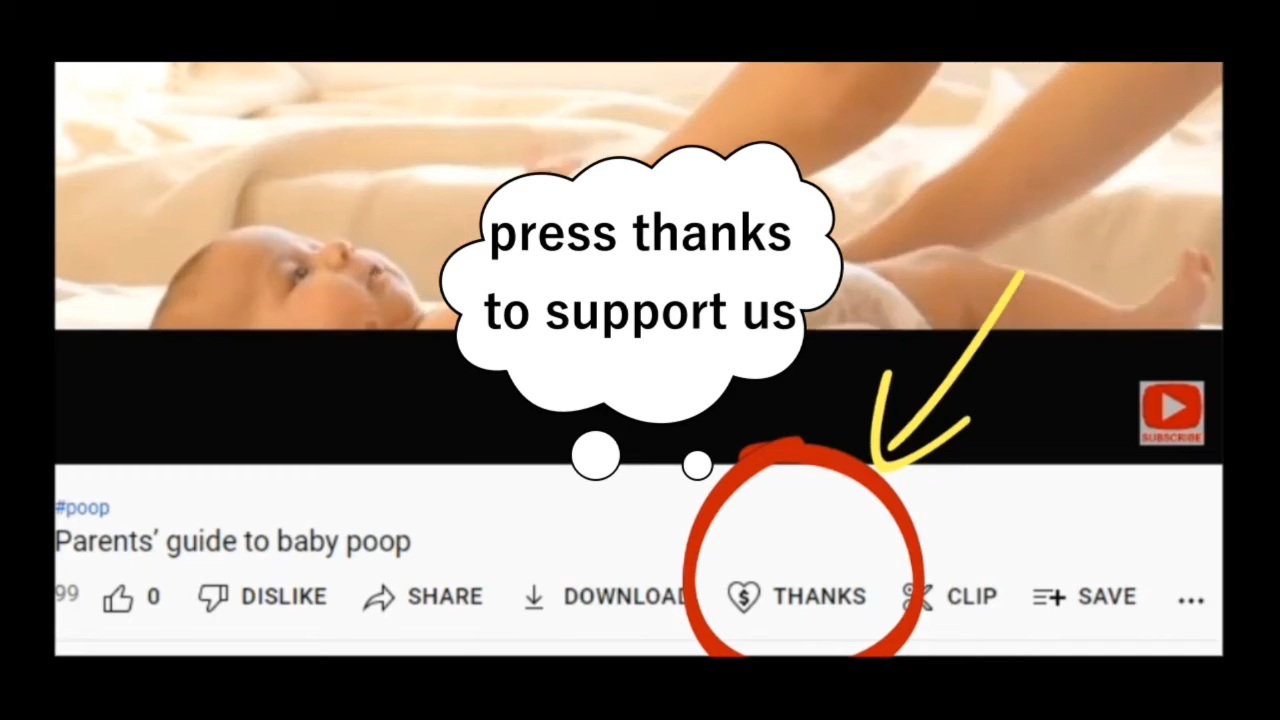 press thanks
to support us
SUBSCRIBE
#poop
Parents’ guide to baby poop
99 0 DISLIKE SHARE DOWNLOAD THANKS CLIP SAVE ...